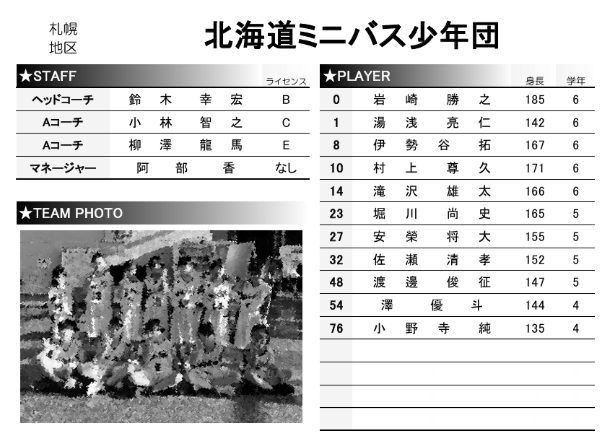 札幌
地区
北海道ミニバス少年団
★STAFF ライセンス
ヘッドコーチ 鈴木 幸宏 B
Aコーチ 小林 智之 C
Aコーチ 柳澤 龍馬 E
マネージャー 阿部 香 なし
★TEAM PHOTO
★PLAYER 身長 学年
0 岩崎 勝之 185 6
1 湯浅 亮仁 142 6
8 伊勢谷 拓 167 6
10 村上 尊久 171 6
14 滝沢 雄太 166 6
23 堀川 尚史 165 5
27 安榮 将大 155 5
32 佐瀬 清孝 152 5
48 渡邊 俊征 147 5
54 澤 優斗 144 4
76 小野寺 純 135 4